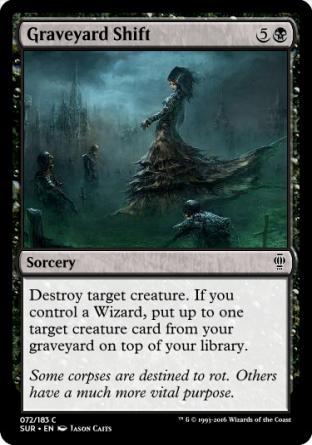 Graveyard Shift 5
Sorcery
Destroy target creature. If you
control a Wizard, put up to one
target creature card from your
graveyard on top of your library.
Some corpses are destined to rot. Others
have a much more vital purpose.
072/183 C
SUR • EN Jason Caits
™ & © 1993-2016 Wizards of the Coast